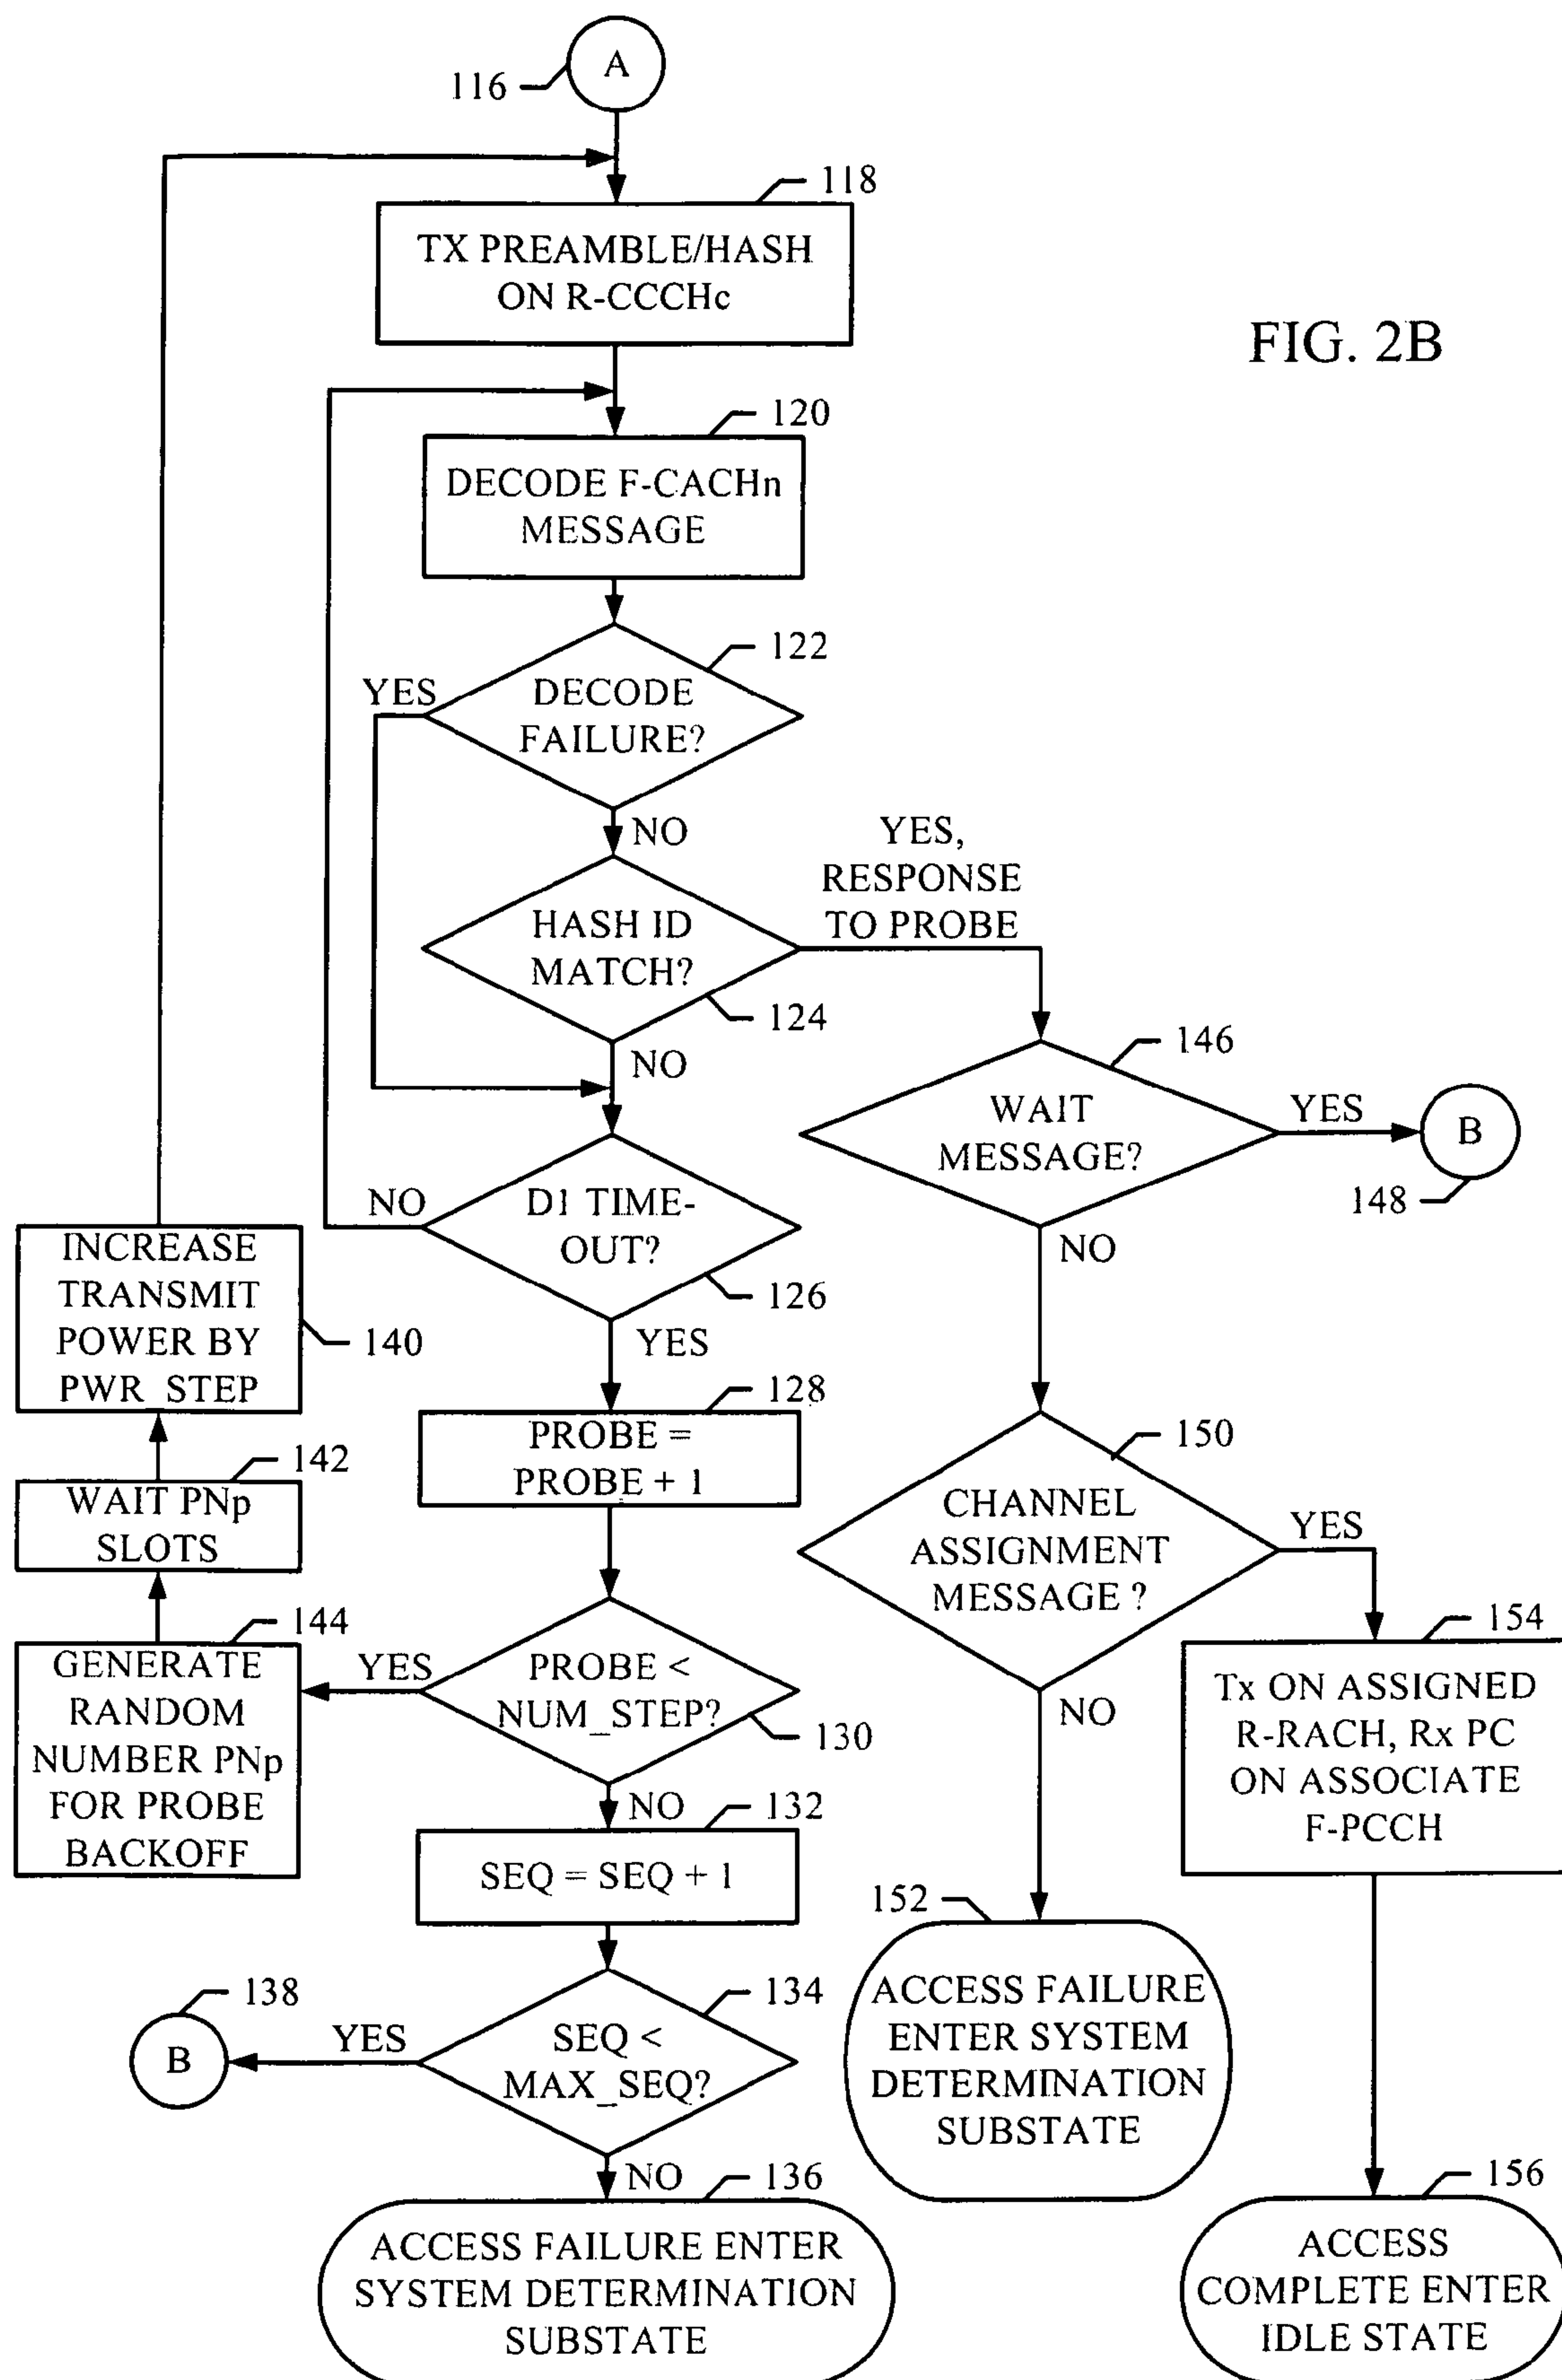 A
116
118
TX PREAMBLE/HASH
ON R-CCCHc
FIG. 2B
120
DECODE F-CACHn
MESSAGE
122
YES
DECODE
FAILURE?
NO
YES,
RESPONSE
TO PROBE
HASH ID
MATCH?
124
NO
146
WAIT
MESSAGE?
YES
B
148
NO
NO
D1 TIME-
OUT?
126
YES
INCREASE
TRANSMIT
POWER BY
PWR_STEP
140
128
PROBE =
PROBE + 1
142
WAIT PNp
SLOTS
150
CHANNEL
ASSIGNMENT
MESSAGE ?
YES
NO
144
GENERATE
RANDOM
NUMBER PNp
FOR PROBE
BACKOFF
YES
PROBE <
NUM_STEP?
130
NO
154
Tx ON ASSIGNED
R-RACH, Rx PC
ON ASSOCIATE
F-PCCH
132
SEQ = SEQ + 1
152
ACCESS FAILURE
ENTER SYSTEM
DETERMINATION
SUBSTATE
138
B
YES
134
SEQ <
MAX_SEQ?
NO
136
ACCESS FAILURE ENTER
SYSTEM DETERMINATION
SUBSTATE
156
ACCESS
COMPLETE ENTER
IDLE STATE